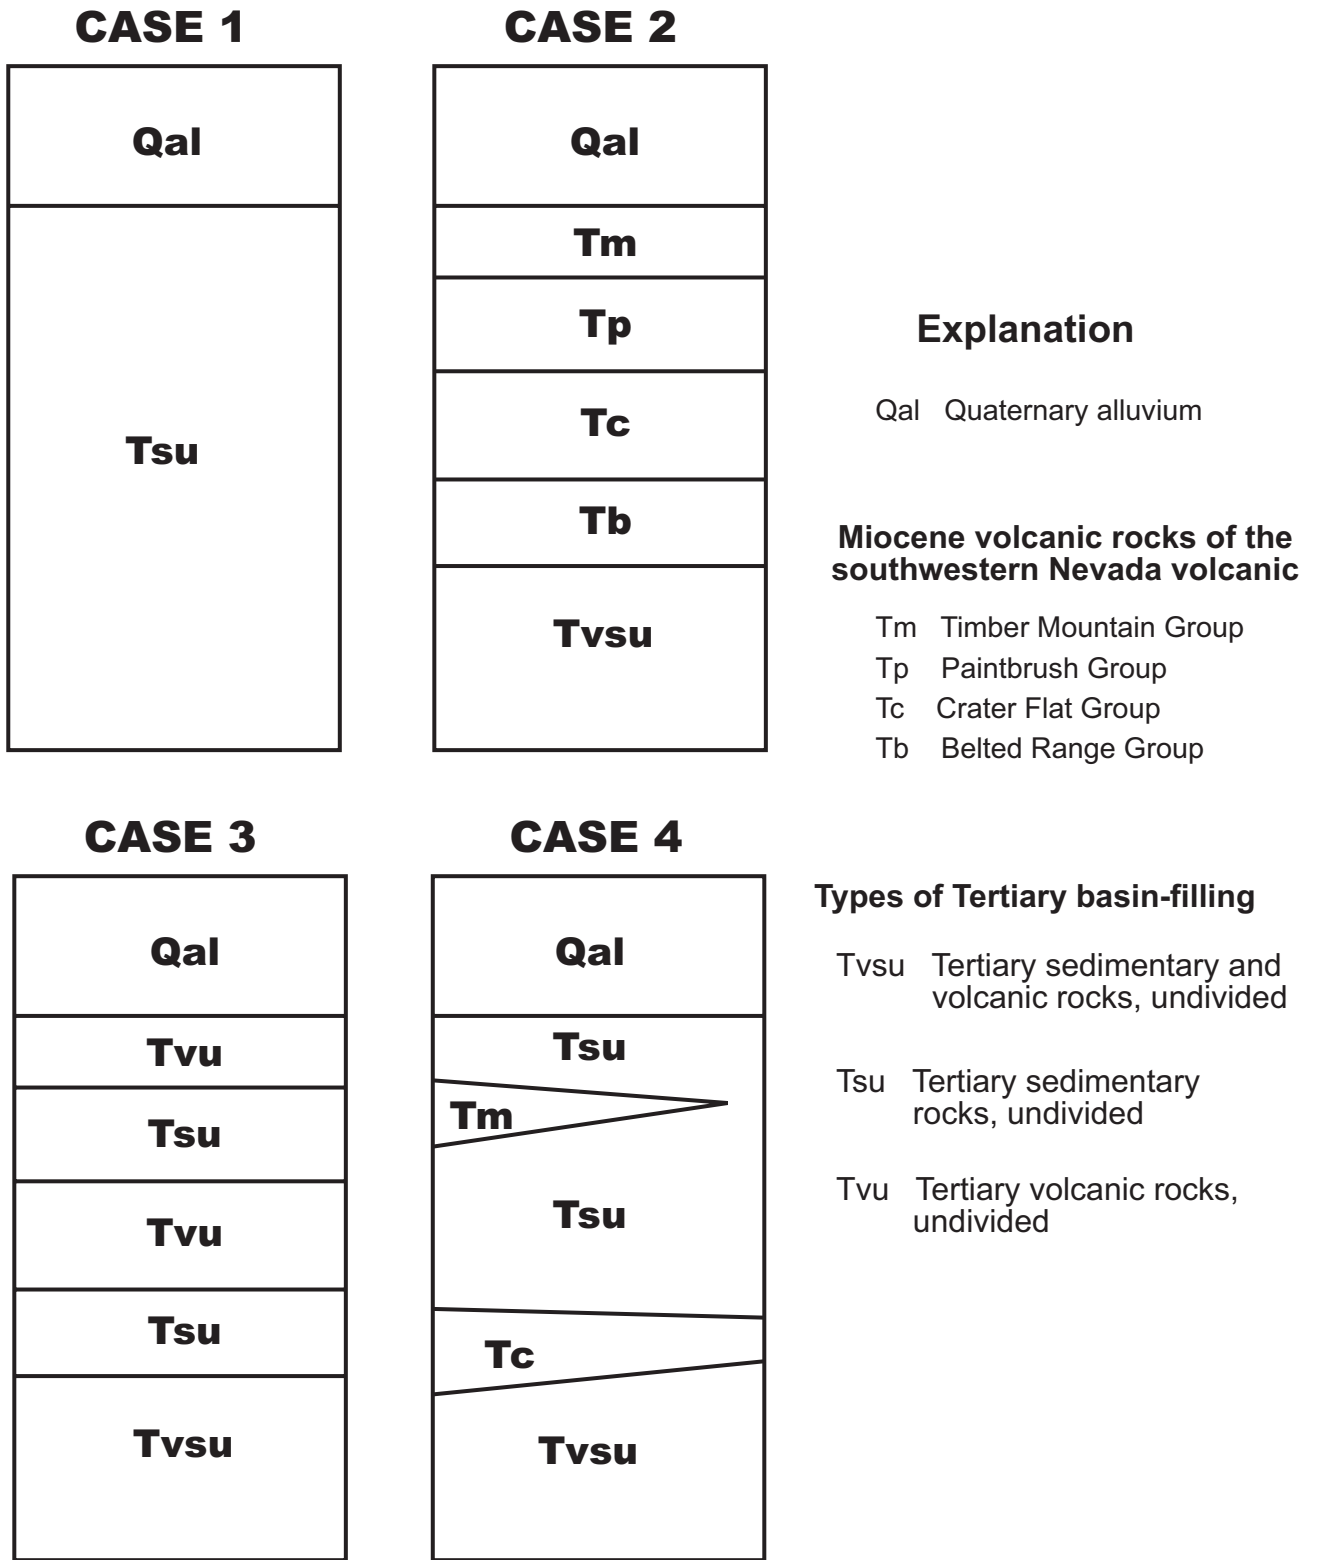 CASE 1
Qal
Tsu
CASE 2
Qal
Tm
Tp
Tc
Tb
Tvsu
Explanation
Qal Quaternary alluvium
Miocene volcanic rocks of the
southwestern Nevada volcanic
Tm Timber Mountain Group
Tp Paintbrush Group
Tc Crater Flat Group
Tb Belted Range Group
CASE 3
Qal
Tvu
Tsu
Tvu
Tsu
Tvsu
CASE 4
Qal
Tsu
Tm
Tsu
Tc
Tvsu
Types of Tertiary basin-filling
Tvsu Tertiary sedimentary and
volcanic rocks, undivided
Tsu Tertiary sedimentary
rocks, undivided
Tvu Tertiary volcanic rocks,
undivided